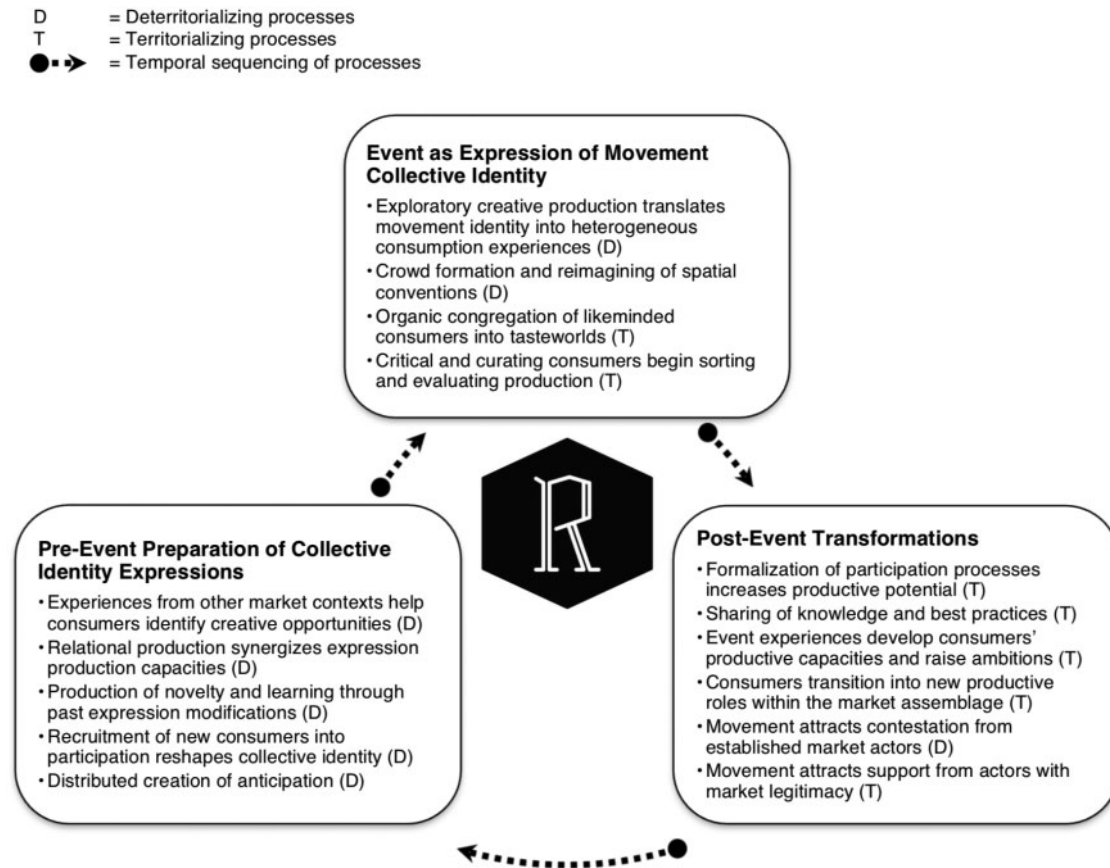 D = Deterritorializing processes
T = Territorializing processes
= Temporal sequencing of processes
Event as Expression of Movement
Collective Identity
• Exploratory creative production translates
movement identity into heterogeneous
consumption experiences (D)
• Crowd formation and reimagining of spatial
conventions (D)
• Organic congregation of likeminded
consumers into tasteworlds (T)
• Critical and curating consumers begin sorting
and evaluating production (T)
R
Pre-Event Preparation of Collective
Identity Expressions
• Experiences from other market contexts help
consumers identify creative opportunities (D)
• Relational production synergizes expression
production capacities (D)
• Production of novelty and learning through
past expression modifications (D)
• Recruitment of new consumers into
participation reshapes collective identity (D)
• Distributed creation of anticipation (D)
Post-Event Transformations
• Formalization of participation processes
increases productive potential (T)
• Sharing of knowledge and best practices (T)
• Event experiences develop consumers’
productive capacities and raise ambitions (T)
• Consumers transition into new productive
roles within the market assemblage (T)
• Movement attracts contestation from
established market actors (D)
• Movement attracts support from actors with
market legitimacy (T)